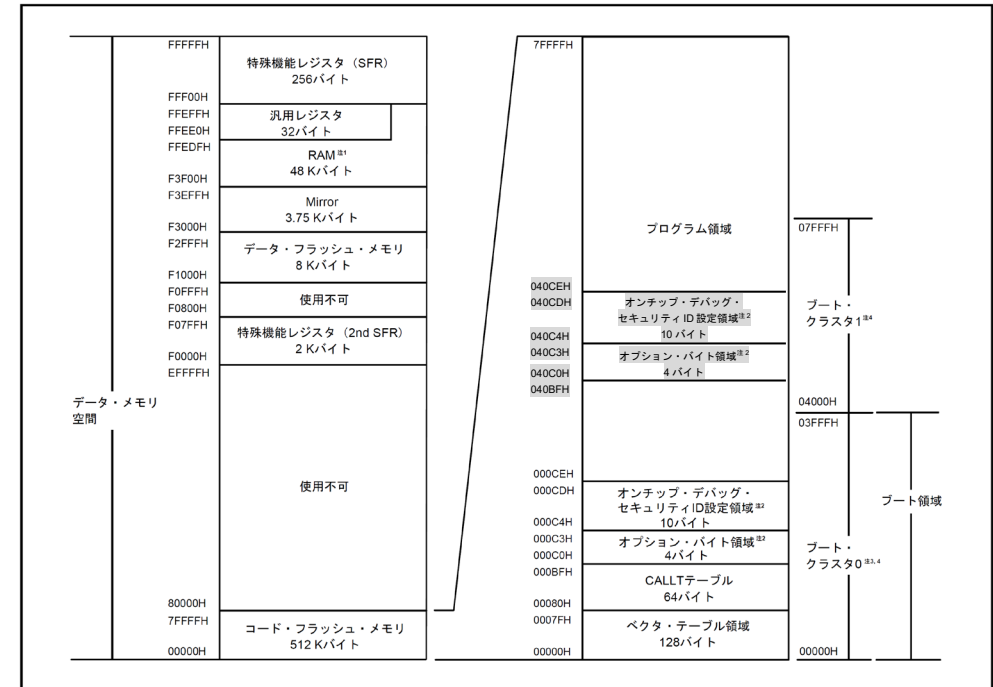 FFFFFH
特殊機能レジスタ（SFR）
256バイト
FFF00H
FFEFFH
汎用レジスタ
32バイト
FFEE0H
FFEDFH
RAM 注1
48 Kバイト
F3F00H
F3EFFH
Mirror
3.75 Kバイト
F3000H
F2FFFH
データ・フラッシュ・メモリ
8 Kバイト
F1000H
F0FFFH
使用不可
F0800H
F07FFH
特殊機能レジスタ（2nd SFR）
2 Kバイト
F0000H
EFFFFH
データ・メモリ
空間
使用不可
80000H
7FFFFH
コード・フラッシュ・メモリ
512 Kバイト
00000H
7FFFFH
プログラム領域
040CEH
040CDH
オンチップ・デバッグ・
セキュリティID 設定領域注2
10 バイト
040C4H
040C3H
オプション・バイト領域注2
4 バイト
040C0H
040BFH
000CEH
000CDH
オンチップ・デバッグ・
セキュリティID設定領域注2
10バイト
000C4H
000C3H
オプション・バイト領域注2
4バイト
000C0H
000BFH
CALLTテーブル
64バイト
00080H
0007FH
ベクタ・テーブル領域
128バイト
00000H
07FFFH
ブート・
クラスタ1注4
04000H
03FFFH
ブート領域
ブート・
クラスタ0注3, 4
00000H